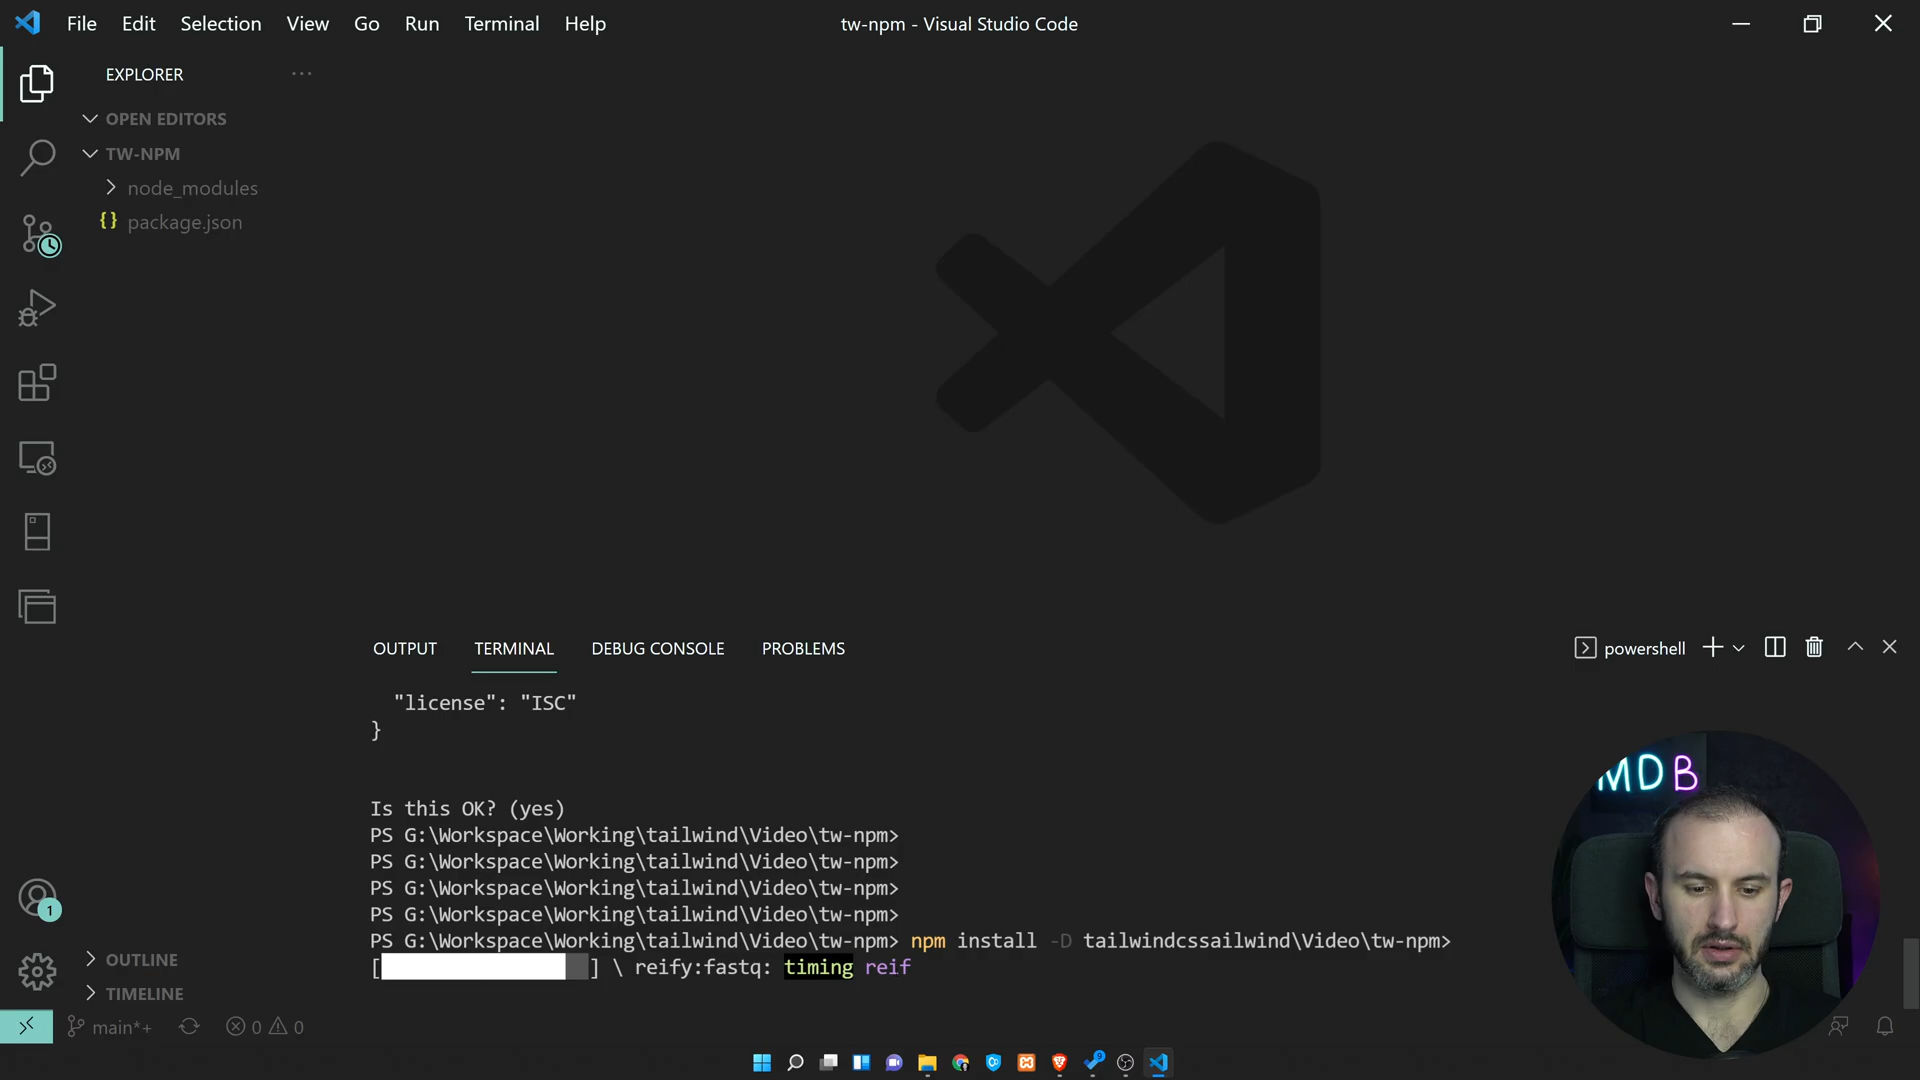 File Edit Selection View Go Run Terminal Help
tw-npm - Visual Studio Code
EXPLORER
OPEN EDITORS
TW-NPM
node_modules
{} package.json
OUTPUT TERMINAL DEBUG CONSOLE PROBLEMS
powershell
"license": "ISC"
}
Is this OK? (yes)
PS G:\Workspace\Working\tailwind\Video\tw-npm>
PS G:\Workspace\Working\tailwind\Video\tw-npm>
PS G:\Workspace\Working\tailwind\Video\tw-npm>
PS G:\Workspace\Working\tailwind\Video\tw-npm>
PS G:\Workspace\Working\tailwind\Video\tw-npm> npm install -D tailwindcssailwind\Video\tw-npm>
[ ] \ reify:fastq: timing reif
MDB
1
OUTLINE
TIMELINE
main*+
0 0
9